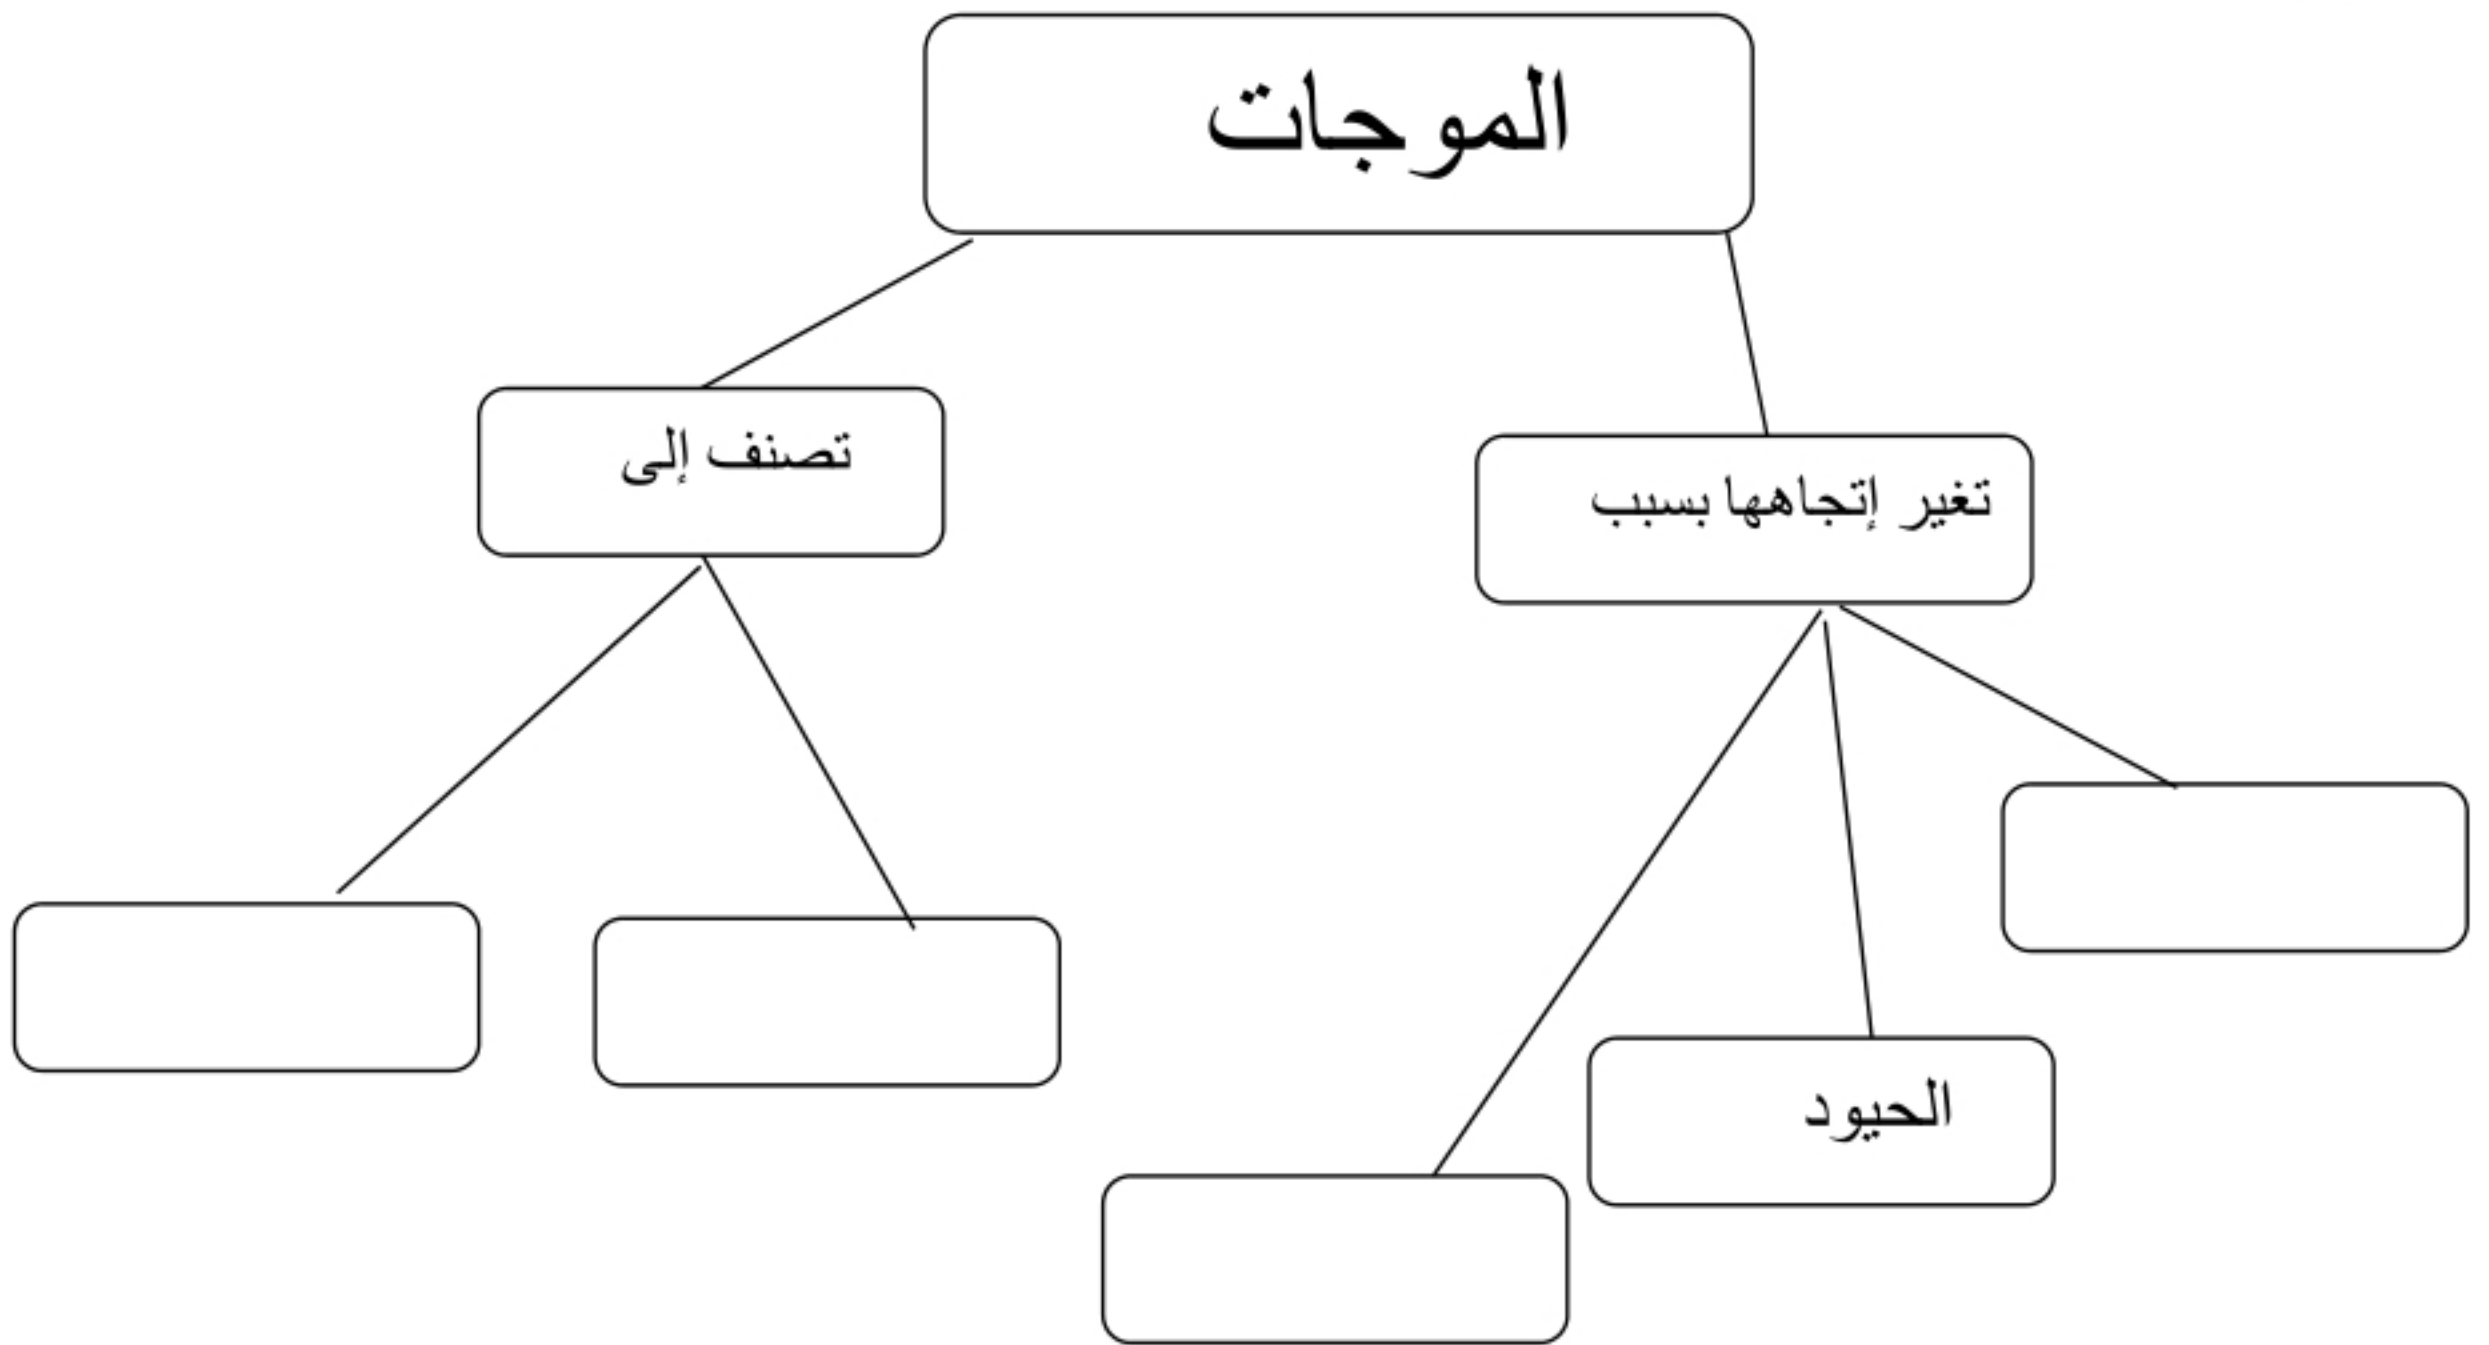 الموجات
تصنف إلى
تغير إتجاهها بسبب
الحيود